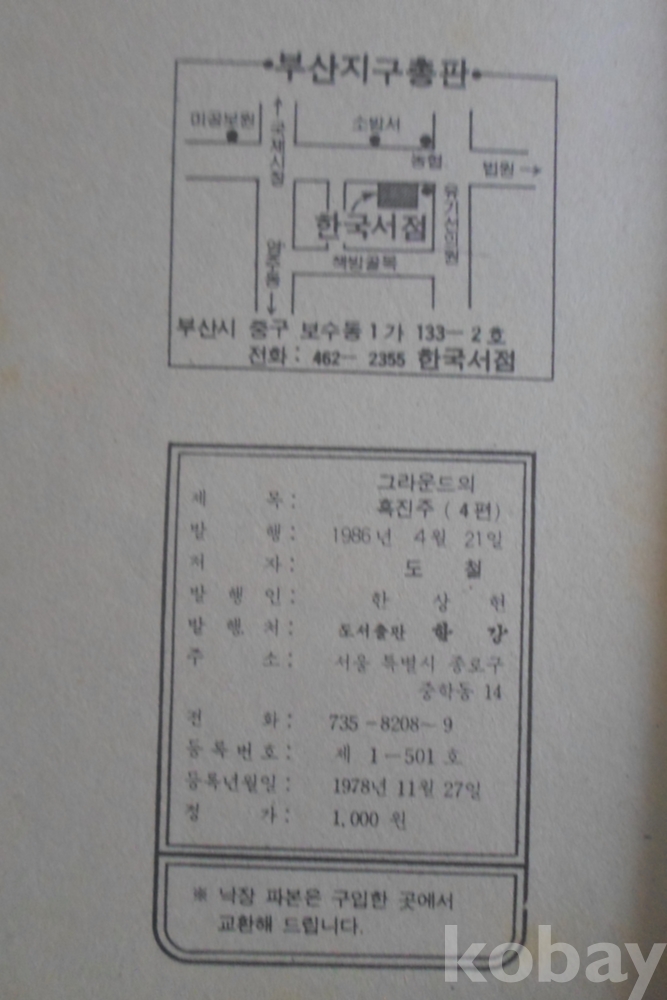 부산지구총판
미공보원
국제시장
소방서
농협
법원
유기선의원
한국서점
책방골목
부산시 중구 보수동 1가 133-2호
전화: 462-2355 한국서점
제 목: 그라운드의
흑진주 (4편)
발 행: 1986년 4월 21일
저 자: 도 철
발 행 인: 한 상 헌
발 행 처: 도서출판 한 강
주 소: 서울 특별시 종로구
중학동 14
전 화: 735-8208~9
등록번호: 제 1-501호
등록년월일: 1978년 11월 27일
정 가: 1,000 원
※ 낙장 파본은 구입한 곳에서
교환해 드립니다.
kobay